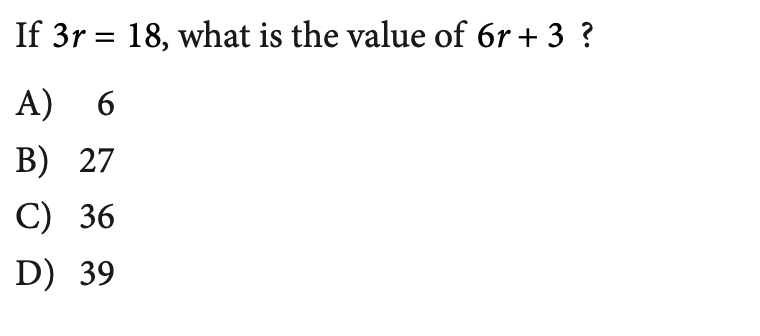 If 3r = 18, what is the value of 6r + 3 ?
A) 6
B) 27
C) 36
D) 39